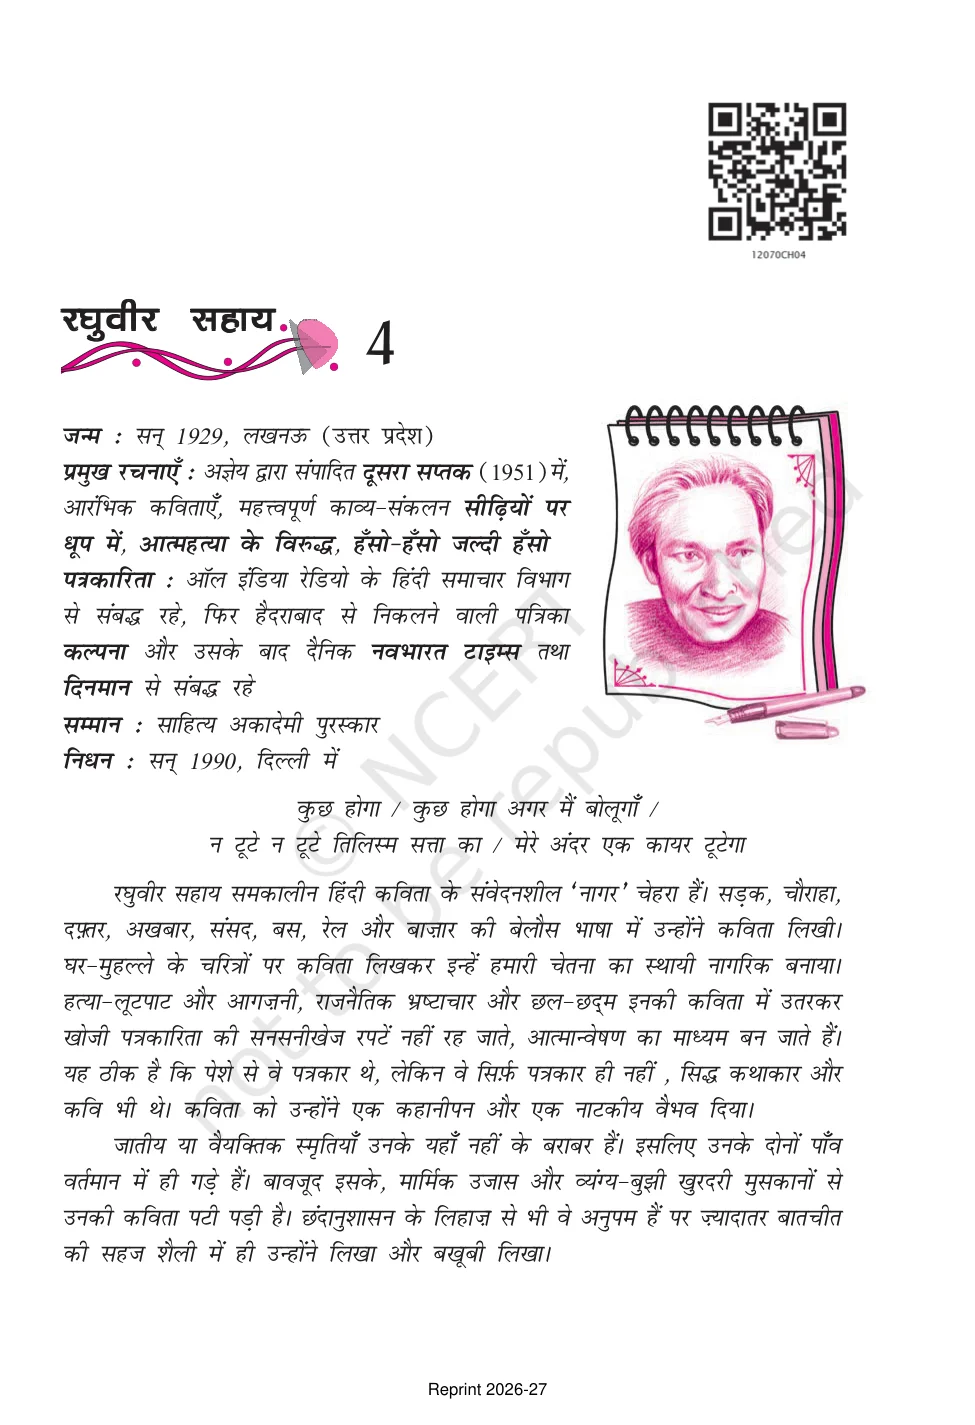 12070CH04
रघुवीर सहाय
4
जन्म : सन् 1929, लखनऊ (उत्तर प्रदेश)
प्रमुख रचनाएँ : अज्ञेय द्वारा संपादित दूसरा सप्तक (1951) में,
आरंभिक कविताएँ, महत्त्वपूर्ण काव्य-संकलन सीढ़ियों पर
धूप में, आत्महत्या के विरुद्ध, हँसो-हँसो जल्दी हँसो
पत्रकारिता : ऑल इंडिया रेडियो के हिंदी समाचार विभाग
से संबद्ध रहे, फिर हैदराबाद से निकलने वाली पत्रिका
कल्पना और उसके बाद दैनिक नवभारत टाइम्स तथा
दिनमान से संबद्ध रहे
सम्मान : साहित्य अकादेमी पुरस्कार
निधन : सन् 1990, दिल्ली में
कुछ होगा / कुछ होगा अगर मैं बोलूगाँ /
न टूटे न टूटे तिलिस्म सत्ता का / मेरे अंदर एक कायर टूटेगा
रघुवीर सहाय समकालीन हिंदी कविता के संवेदनशील ‘नागर’ चेहरा हैं। सड़क, चौराहा,
दफ़्तर, अखबार, संसद, बस, रेल और बाज़ार की बेलौस भाषा में उन्होंने कविता लिखी।
घर-मुहल्ले के चरित्रों पर कविता लिखकर इन्हें हमारी चेतना का स्थायी नागरिक बनाया।
हत्या-लूटपाट और आगज़नी, राजनैतिक भ्रष्टाचार और छल-छद्म इनकी कविता में उतरकर
खोजी पत्रकारिता की सनसनीखेज रपटें नहीं रह जाते, आत्मान्वेषण का माध्यम बन जाते हैं।
यह ठीक है कि पेशे से वे पत्रकार थे, लेकिन वे सिर्फ़ पत्रकार ही नहीं , सिद्ध कथाकार और
कवि भी थे। कविता को उन्होंने एक कहानीपन और एक नाटकीय वैभव दिया।
जातीय या वैयक्तिक स्मृतियाँ उनके यहाँ नहीं के बराबर हैं। इसलिए उनके दोनों पाँव
वर्तमान में ही गड़े हैं। बावजूद इसके, मार्मिक उजास और व्यंग्य-बुझी खुरदरी मुसकानों से
उनकी कविता पटी पड़ी है। छंदानुशासन के लिहाज़ से भी वे अनुपम हैं पर ज़्यादातर बातचीत
की सहज शैली में ही उन्होंने लिखा और बखूबी लिखा।
© NCERT
not to be republished
Reprint 2026-27